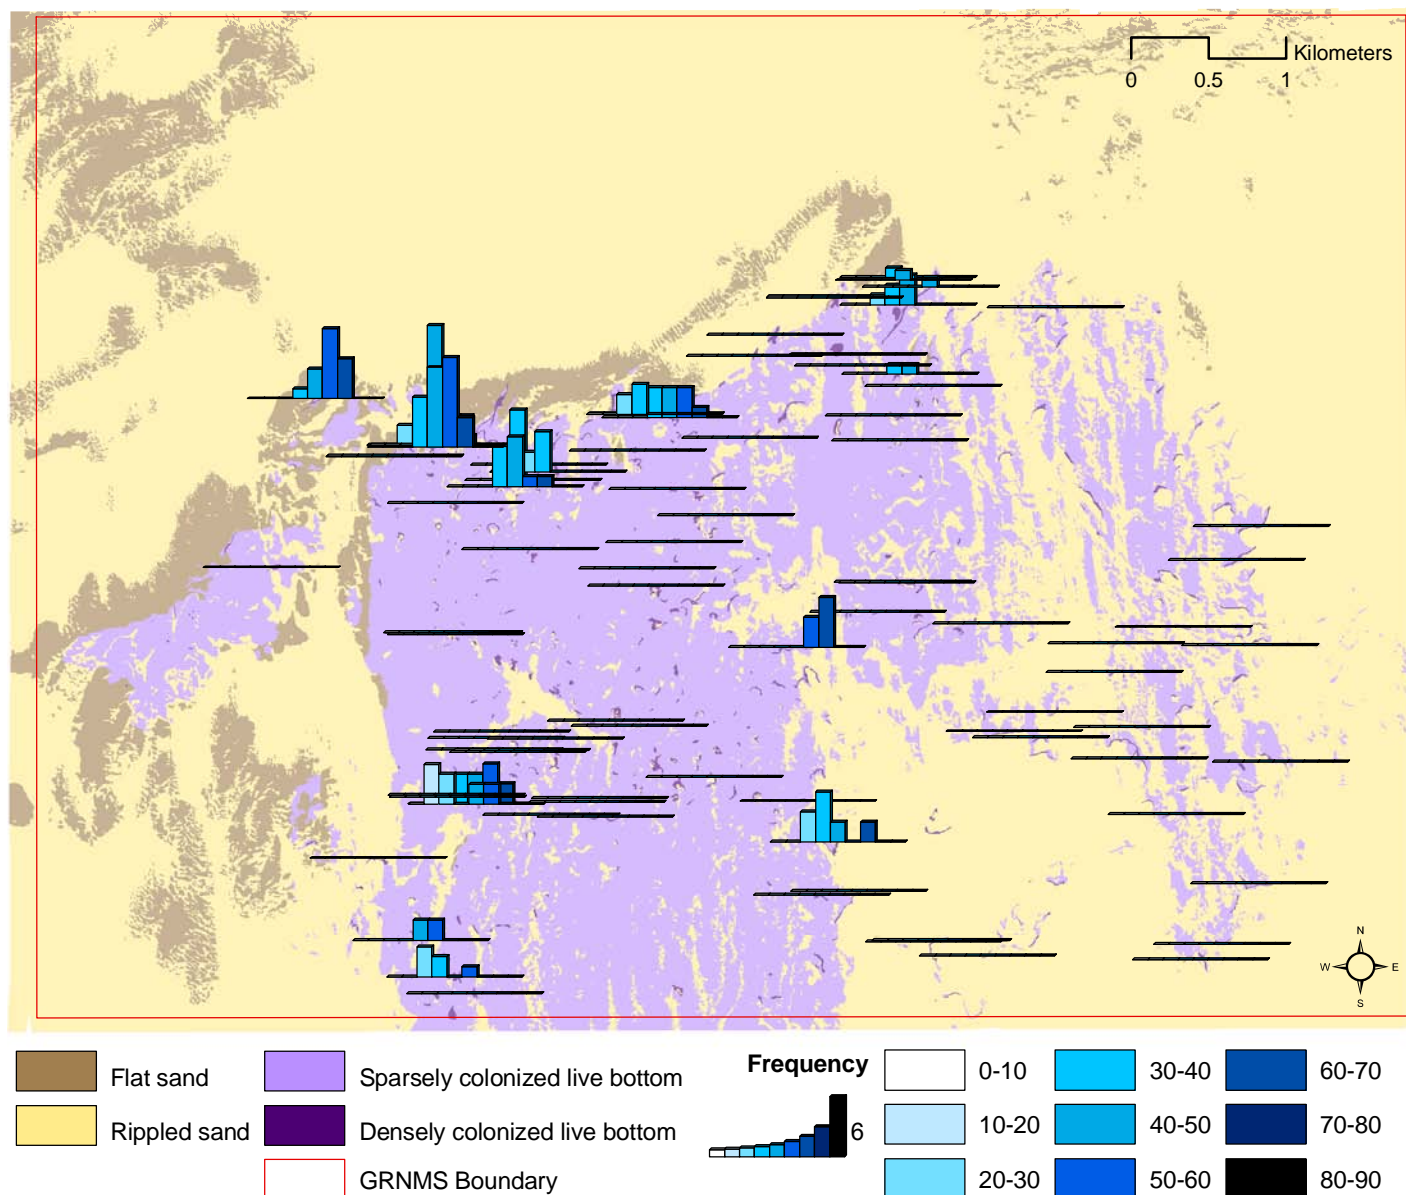 Kilometers
0 0.5 1
N
W E
S
Frequency
6
Flat sand
Rippled sand
Sparsely colonized live bottom
Densely colonized live bottom
GRNMS Boundary
0-10
10-20
20-30
30-40
40-50
50-60
60-70
70-80
80-90